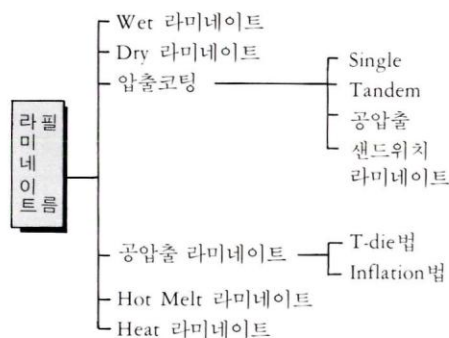 Wet 라미네이트
Dry 라미네이트
압출코팅
Single
Tandem
공압출
샌드위치
라미네이트
라미네이트 필름
공압출 라미네이트
T-die법
Inflation법
Hot Melt 라미네이트
Heat 라미네이트